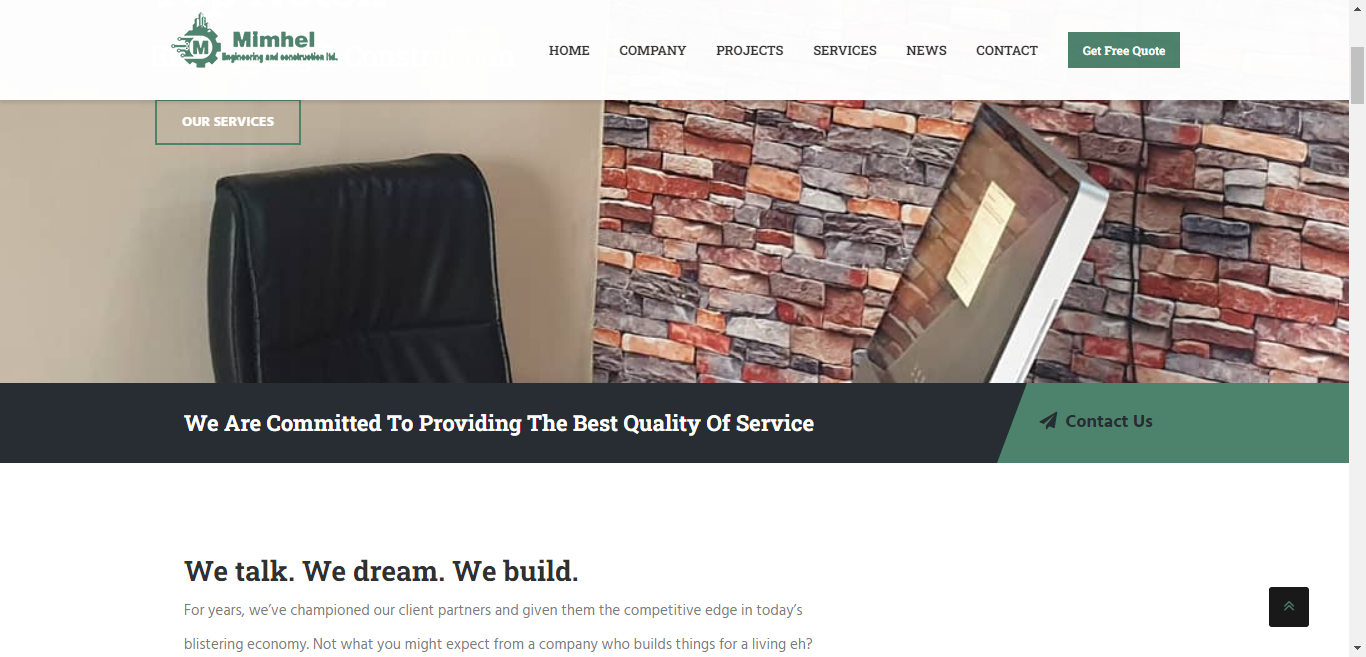 Mimhel
Engineering and construction ltd.
HOME COMPANY PROJECTS SERVICES NEWS CONTACT Get Free Quote
OUR SERVICES
We Are Committed To Providing The Best Quality Of Service
Contact Us
We talk. We dream. We build.
For years, we’ve championed our client partners and given them the competitive edge in today’s
blistering economy. Not what you might expect from a company who builds things for a living eh?